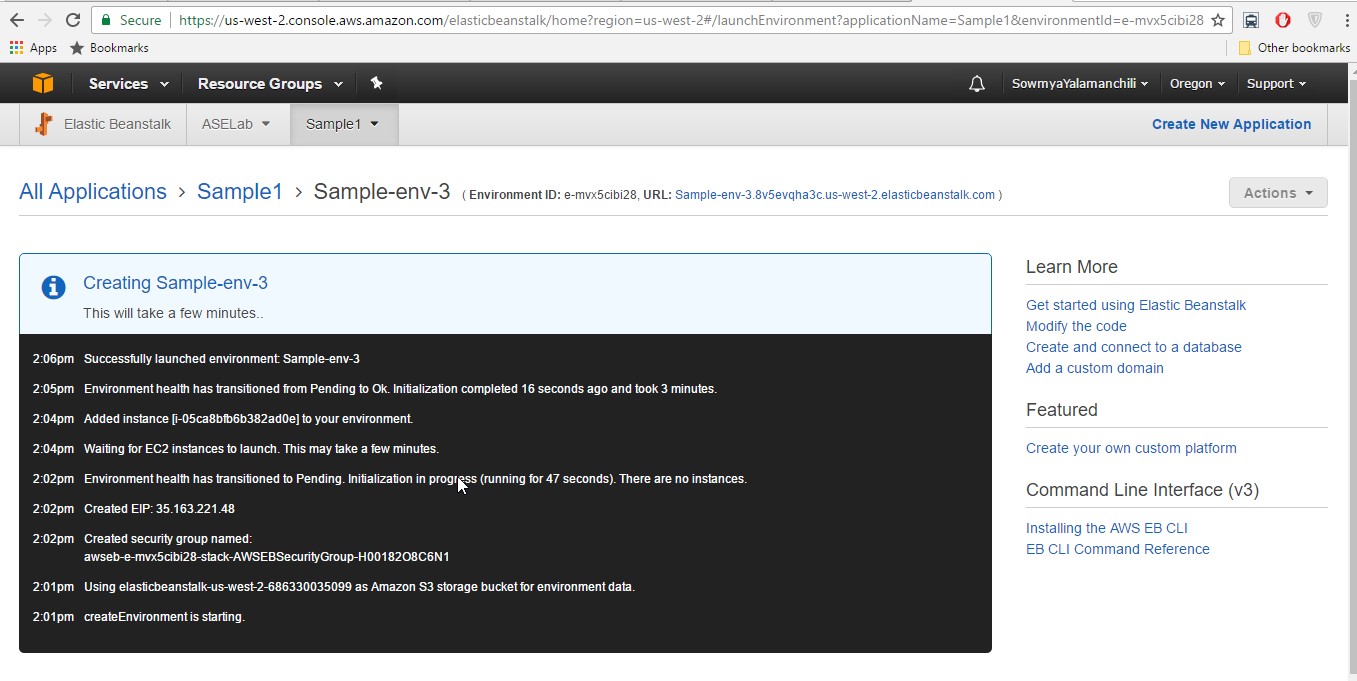 Secure https://us-west-2.console.aws.amazon.com/elasticbeanstalk/home?region=us-west-2#/launchEnvironment?applicationName=Sample1&environmentId=e-mvx5cibi28
Apps Bookmarks Other bookmarks
Services Resource Groups SowmyaYalamanchili Oregon Support
Elastic Beanstalk ASELab Sample1 Create New Application
All Applications > Sample1 > Sample-env-3 ( Environment ID: e-mvx5cibi28, URL: Sample-env-3.8v5evqha3c.us-west-2.elasticbeanstalk.com ) Actions
Creating Sample-env-3
This will take a few minutes..
2:06pm Successfully launched environment: Sample-env-3
2:05pm Environment health has transitioned from Pending to Ok. Initialization completed 16 seconds ago and took 3 minutes.
2:04pm Added instance [i-05ca8bfb6b382ad0e] to your environment.
2:04pm Waiting for EC2 instances to launch. This may take a few minutes.
2:02pm Environment health has transitioned to Pending. Initialization in progress (running for 47 seconds). There are no instances.
2:02pm Created EIP: 35.163.221.48
2:02pm Created security group named:
awseb-e-mvx5cibi28-stack-AWSEBSecurityGroup-H00182O8C6N1
2:01pm Using elasticbeanstalk-us-west-2-686330035099 as Amazon S3 storage bucket for environment data.
2:01pm createEnvironment is starting.
Learn More
Get started using Elastic Beanstalk
Modify the code
Create and connect to a database
Add a custom domain
Featured
Create your own custom platform
Command Line Interface (v3)
Installing the AWS EB CLI
EB CLI Command Reference